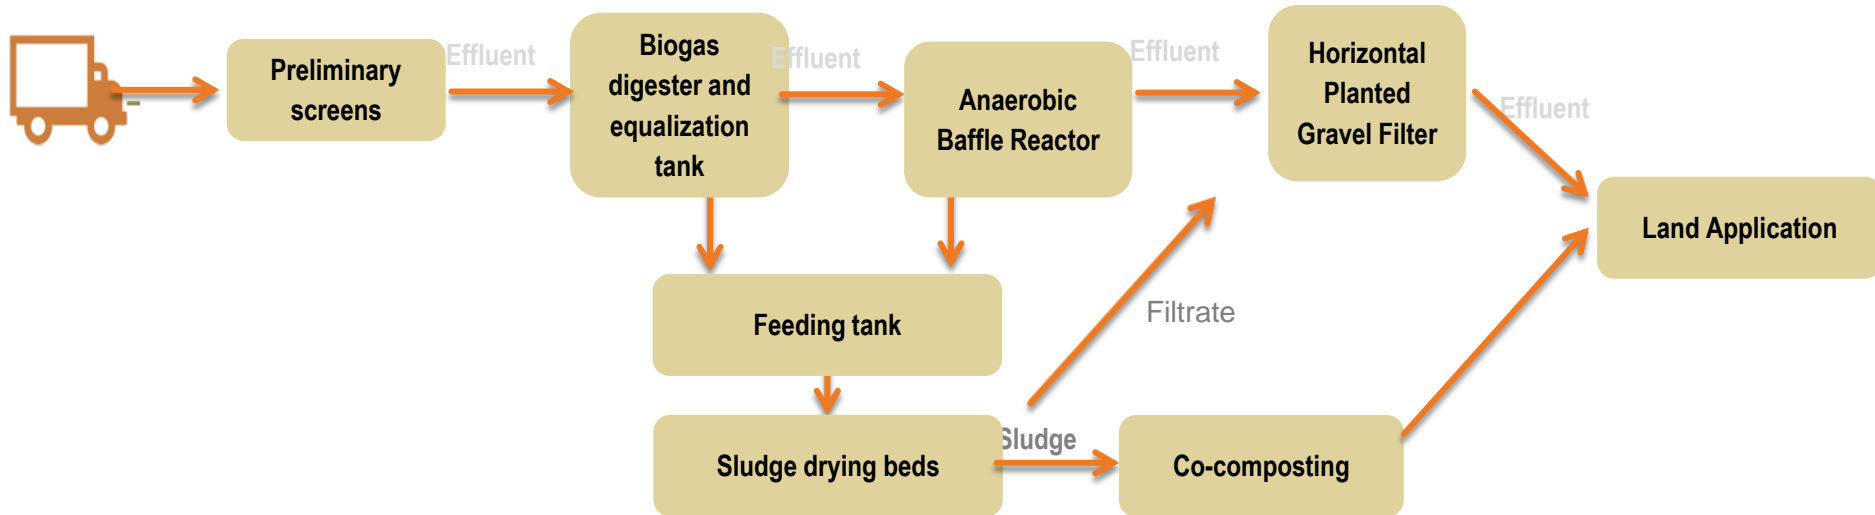 Preliminary
screens
Effluent
Biogas
digester and
equalization
tank
Effluent
Anaerobic
Baffle Reactor
Effluent
Horizontal
Planted
Gravel Filter
Effluent
Land Application
Feeding tank
Filtrate
Sludge drying beds
Sludge
Co-composting